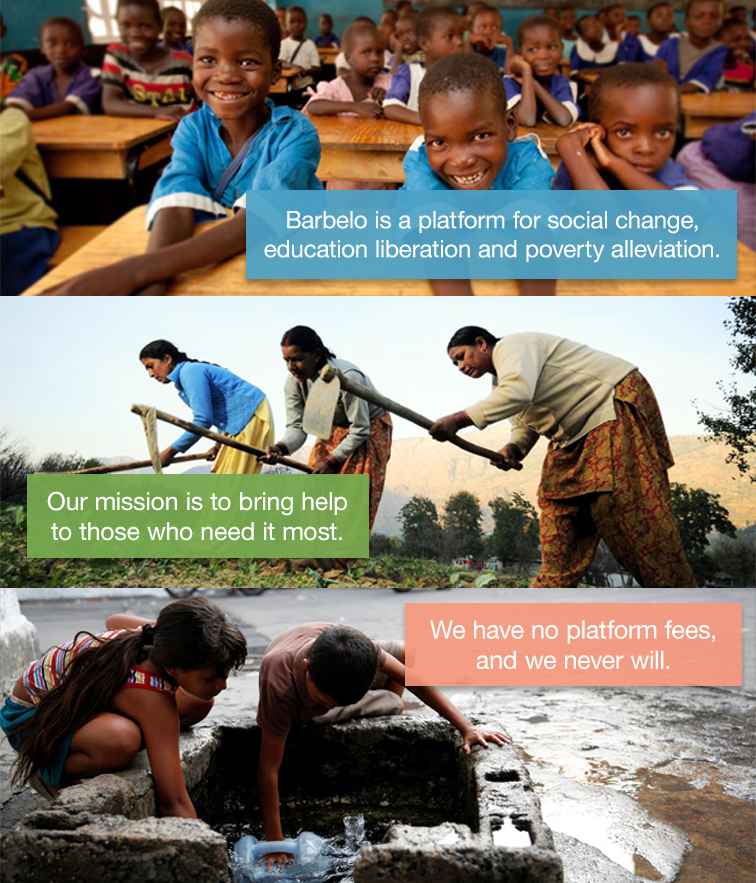 Barbelo is a platform for social change,
education liberation and poverty alleviation.
Our mission is to bring help
to those who need it most.
We have no platform fees,
and we never will.